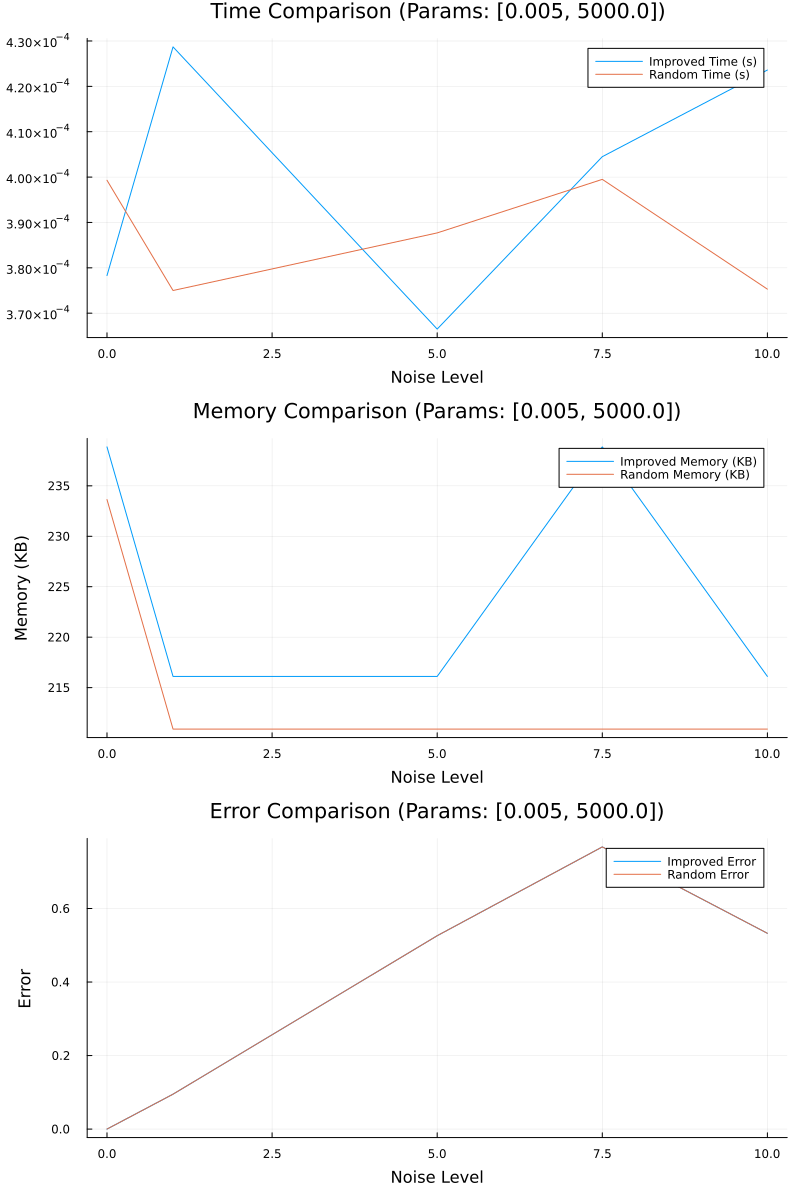 Time Comparison (Params: [0.005, 5000.0])
4.30×10⁻⁴
4.20×10⁻⁴
4.10×10⁻⁴
4.00×10⁻⁴
3.90×10⁻⁴
3.80×10⁻⁴
3.70×10⁻⁴
Improved Time (s)
Random Time (s)
0.0 2.5 5.0 7.5 10.0
Noise Level
Memory Comparison (Params: [0.005, 5000.0])
Memory (KB)
235
230
225
220
215
Improved Memory (KB)
Random Memory (KB)
0.0 2.5 5.0 7.5 10.0
Noise Level
Error Comparison (Params: [0.005, 5000.0])
Error
0.6
0.4
0.2
0.0
Improved Error
Random Error
0.0 2.5 5.0 7.5 10.0
Noise Level